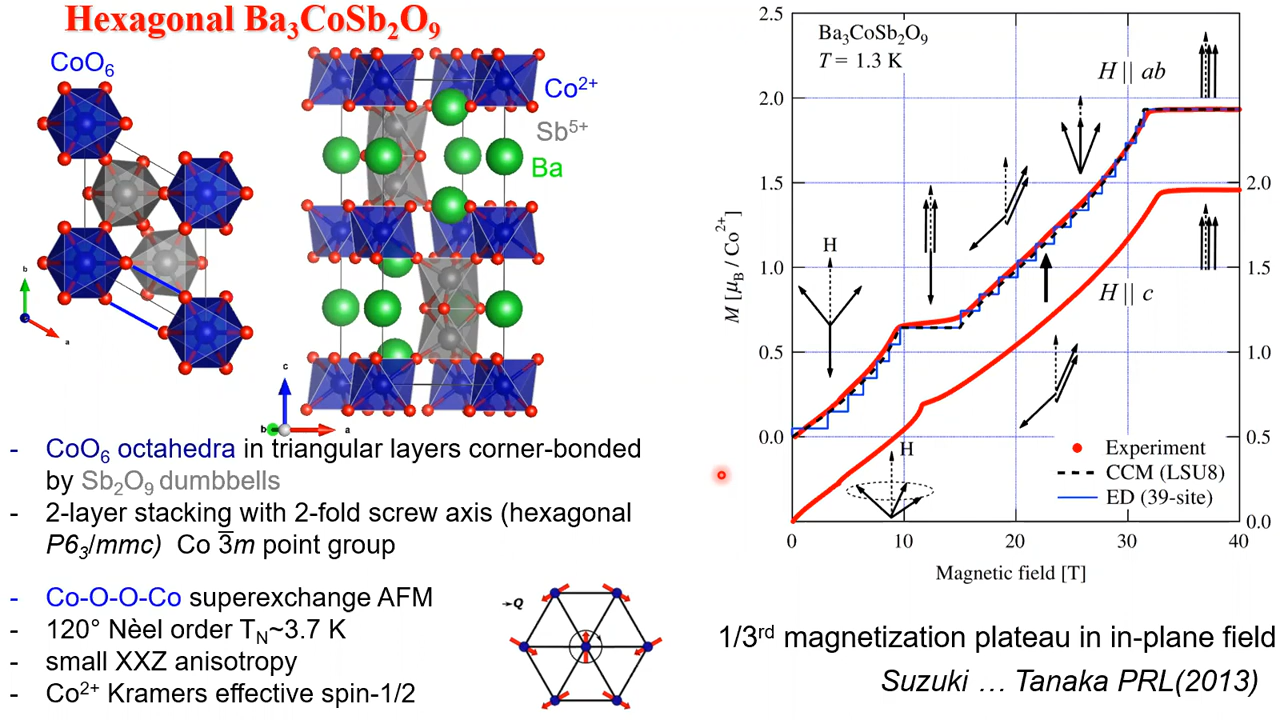 Hexagonal Ba₃CoSb₂O₉
CoO₆
Co²⁺
Sb⁵⁺
Ba
b
a
c
b
a
- CoO₆ octahedra in triangular layers corner-bonded
by Sb₂O₉ dumbbells
- 2-layer stacking with 2-fold screw axis (hexagonal
P6₃/mmc) Co 3̅m point group
- Co-O-O-Co superexchange AFM
- 120° Nèel order T_N~3.7 K
- small XXZ anisotropy
- Co²⁺ Kramers effective spin-1/2
→Q
Ba₃CoSb₂O₉
T = 1.3 K
H || ab
H || c
H
H
M [μ_B / Co²⁺]
2.5
2.0
1.5
1.0
0.5
0.0
2.0
1.5
1.0
0.5
0.0
Experiment
CCM (LSU8)
ED (39-site)
0 10 20 30 40
Magnetic field [T]
1/3ʳᵈ magnetization plateau in in-plane field
Suzuki … Tanaka PRL(2013)